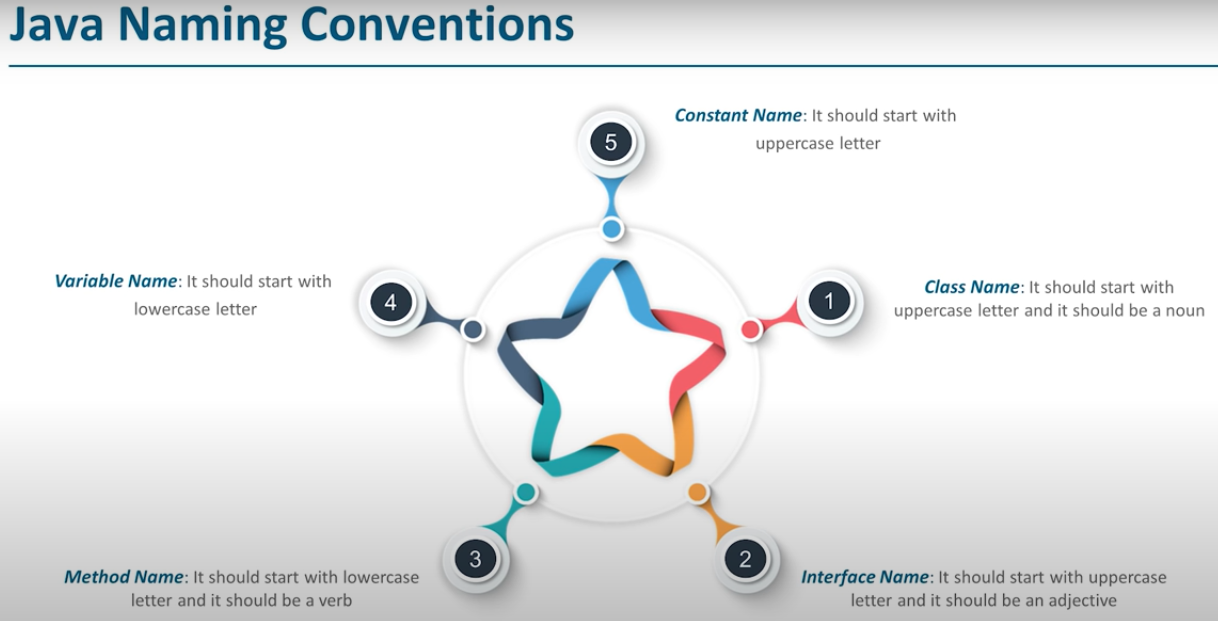 Java Naming Conventions
5
Constant Name: It should start with
uppercase letter
4
Variable Name: It should start with
lowercase letter
1
Class Name: It should start with
uppercase letter and it should be a noun
3
Method Name: It should start with lowercase
letter and it should be a verb
2
Interface Name: It should start with uppercase
letter and it should be an adjective